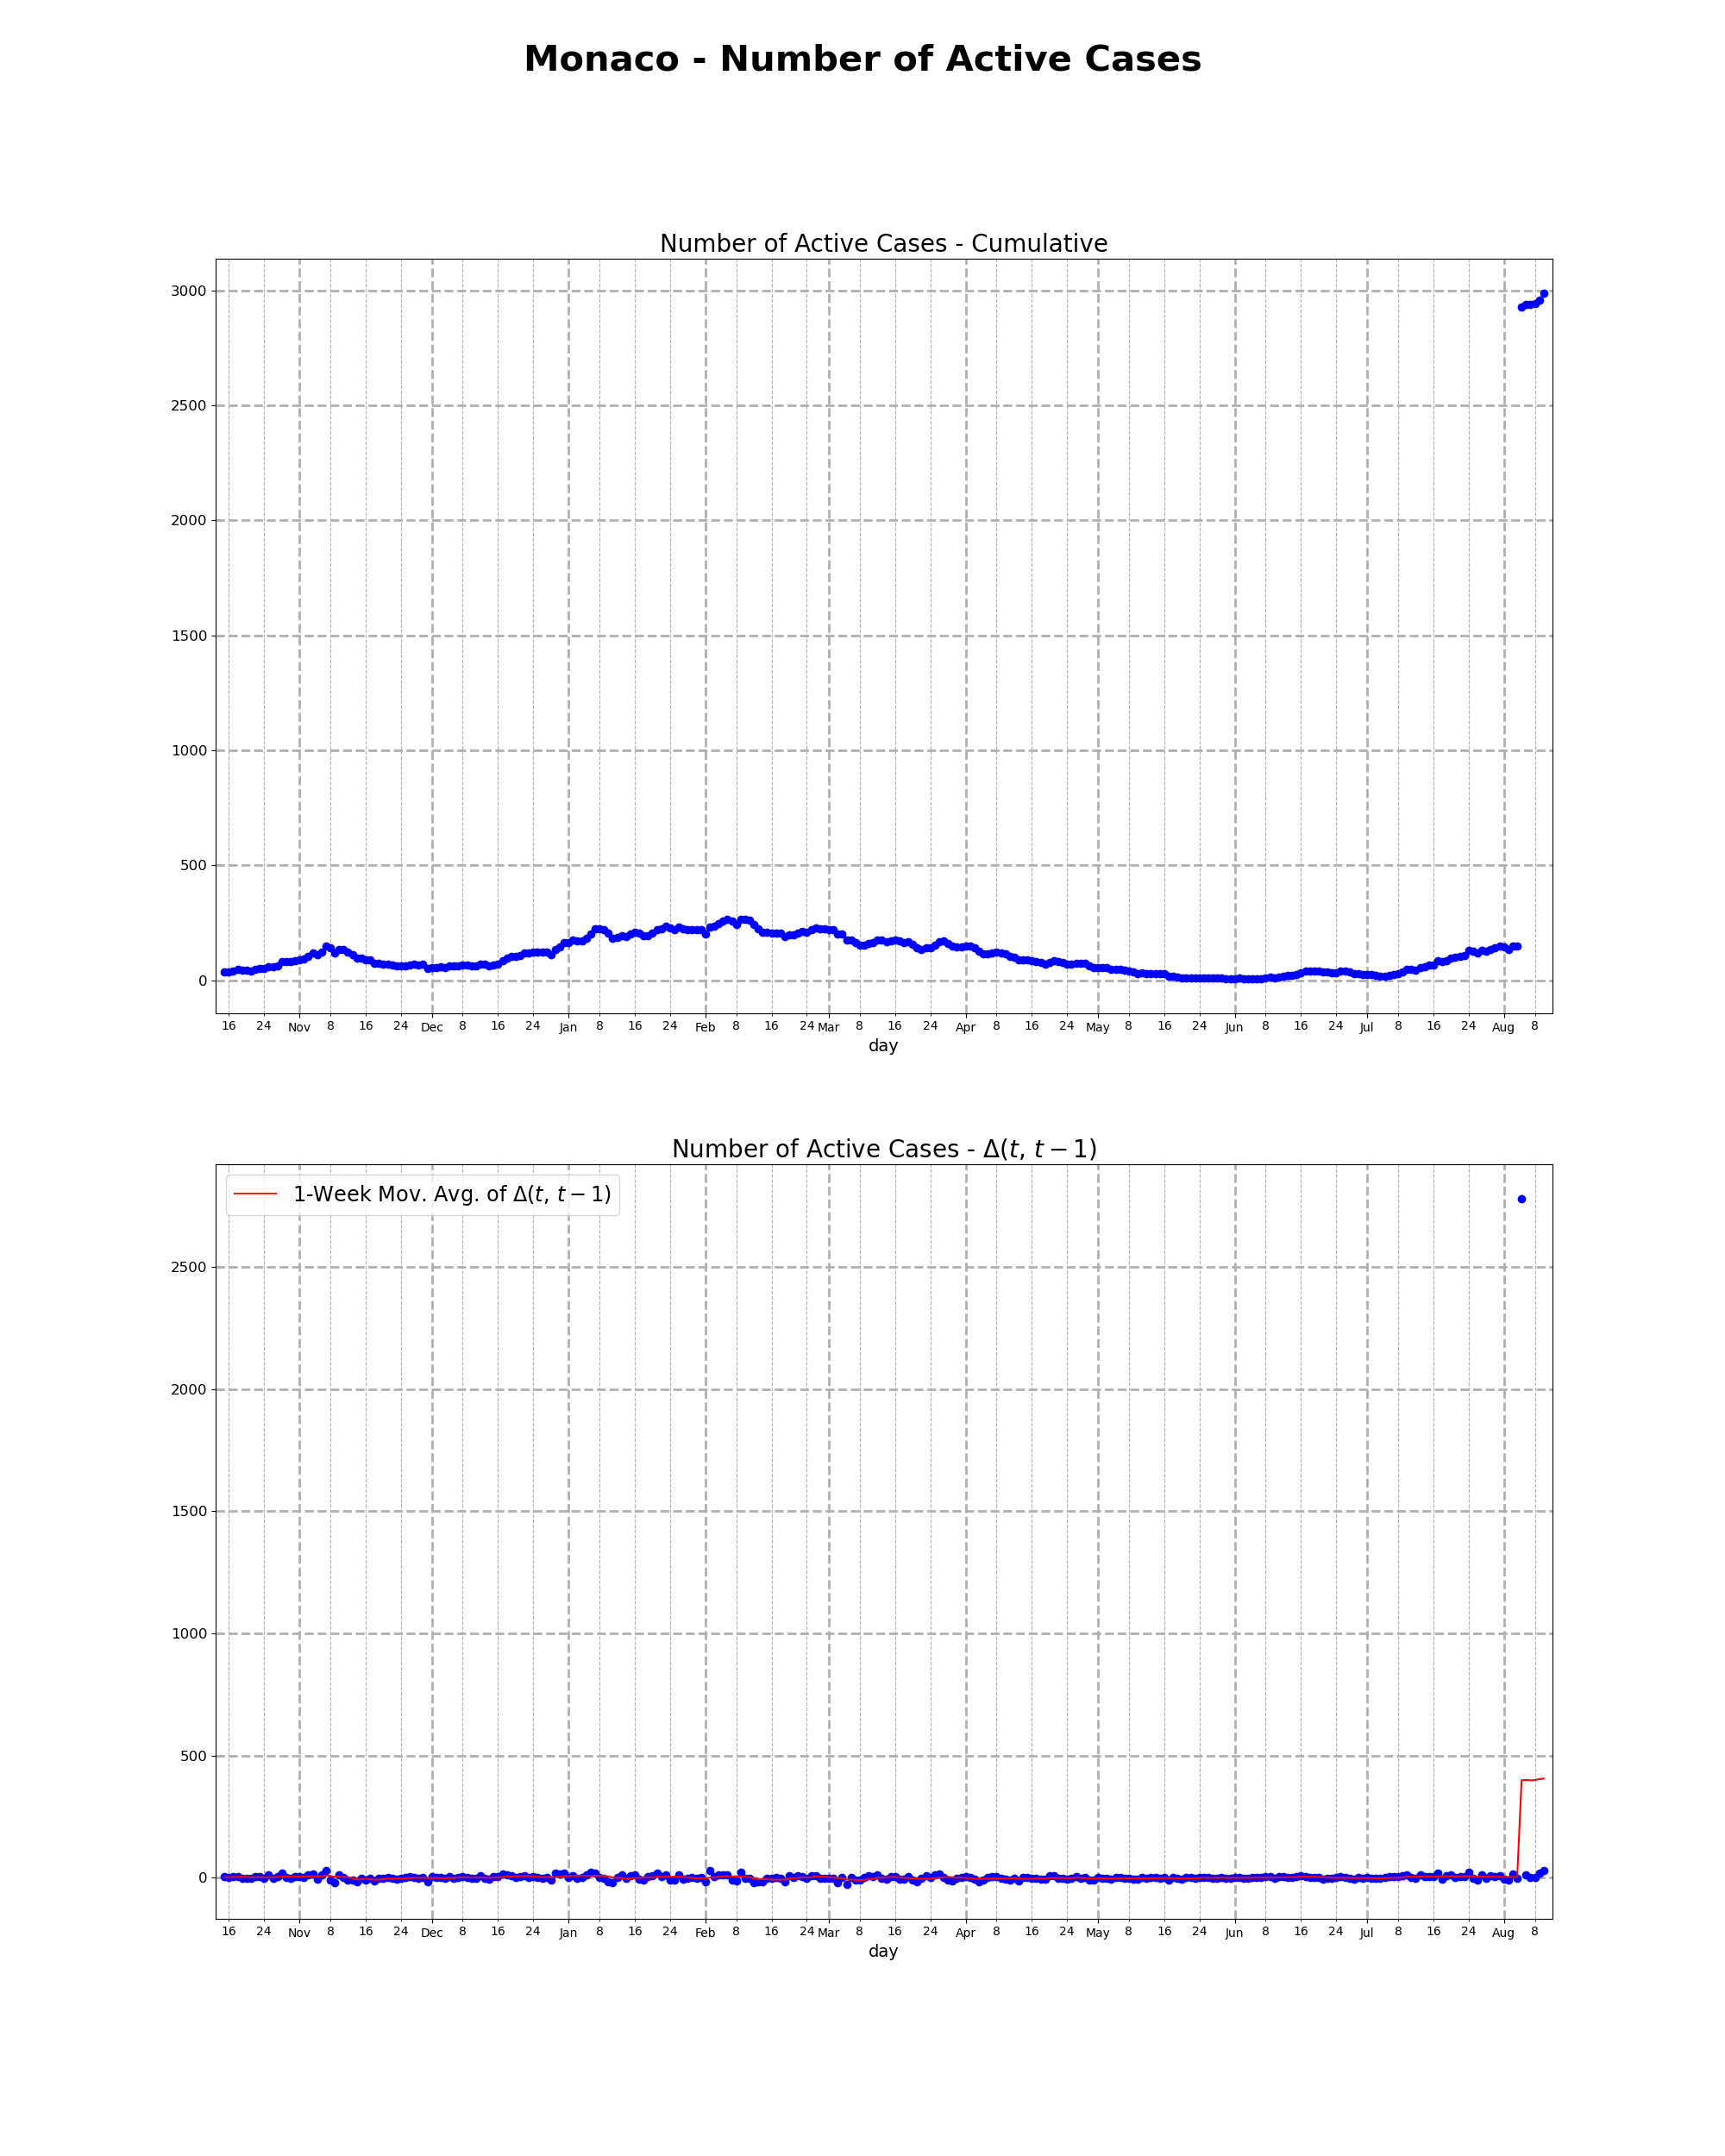 Monaco - Number of Active Cases
Number of Active Cases - Cumulative
3000
2500
2000
1500
1000
500
0
16 24 Nov 8 16 24 Dec 8 16 24 Jan 8 16 24 Feb 8 16 24 Mar 8 16 24 Apr 8 16 24 May 8 16 24 Jun 8 16 24 Jul 8 16 24 Aug 8
day
Number of Active Cases - Δ(t, t − 1)
1-Week Mov. Avg. of Δ(t, t − 1)
2500
2000
1500
1000
500
0
16 24 Nov 8 16 24 Dec 8 16 24 Jan 8 16 24 Feb 8 16 24 Mar 8 16 24 Apr 8 16 24 May 8 16 24 Jun 8 16 24 Jul 8 16 24 Aug 8
day